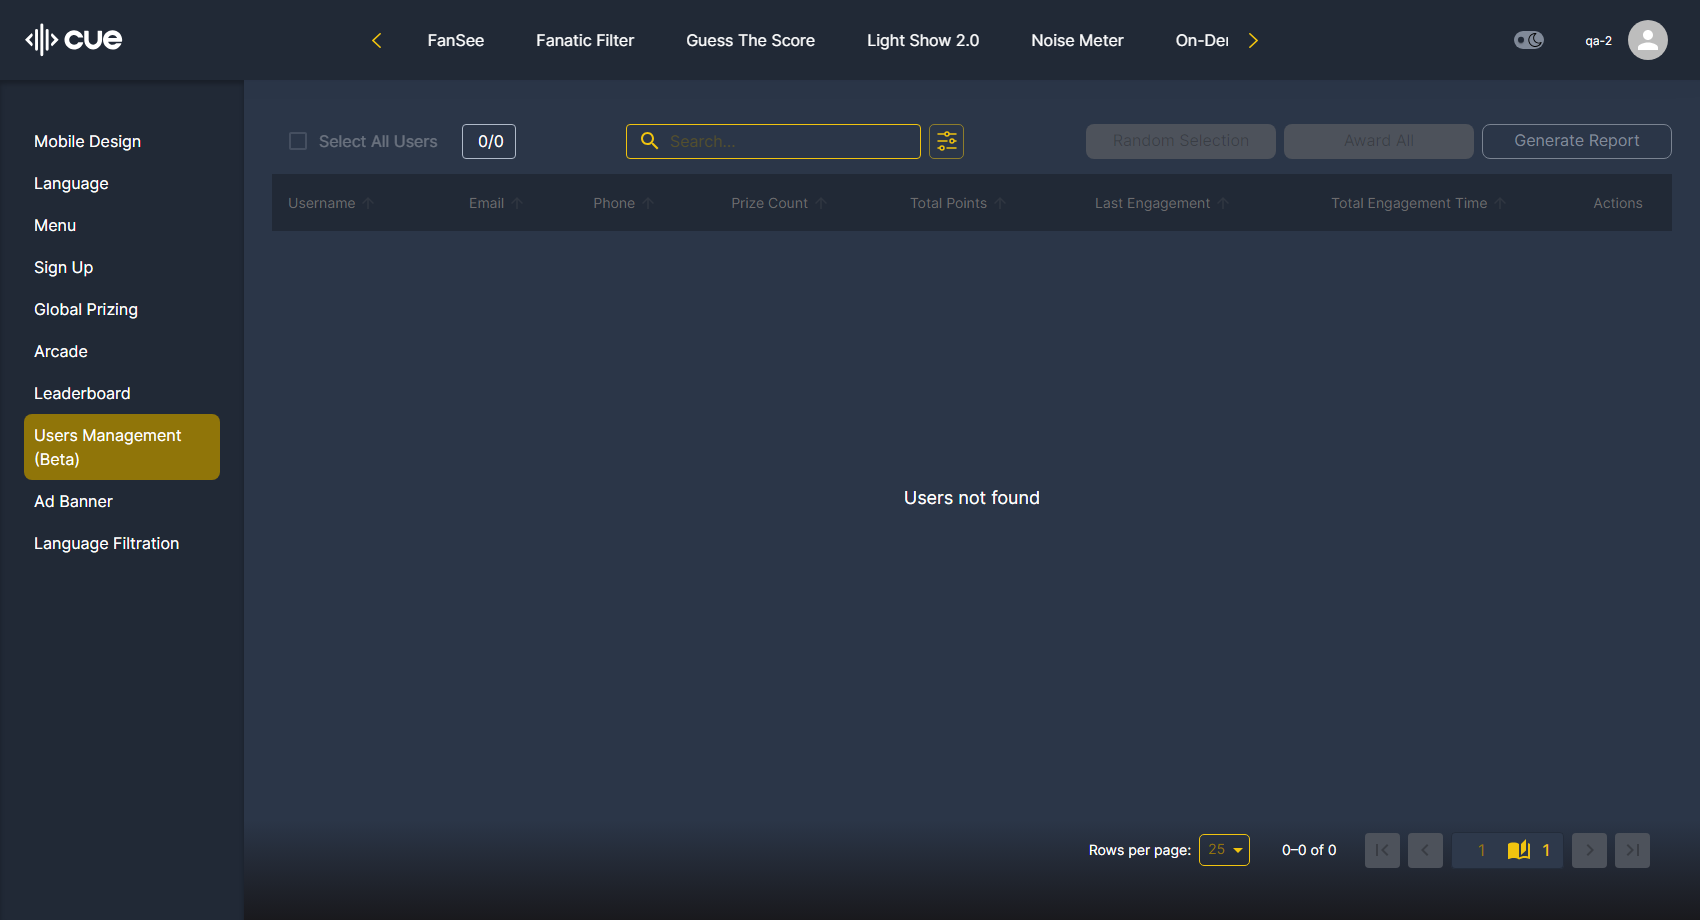 cue
FanSee
Fanatic Filter
Guess The Score
Light Show 2.0
Noise Meter
On-De
qa-2
Mobile Design
Language
Menu
Sign Up
Global Prizing
Arcade
Leaderboard
Users Management
(Beta)
Ad Banner
Language Filtration
Select All Users
0/0
Search...
Random Selection
Award All
Generate Report
Username
Email
Phone
Prize Count
Total Points
Last Engagement
Total Engagement Time
Actions
Users not found
Rows per page:
25
0–0 of 0
1
1